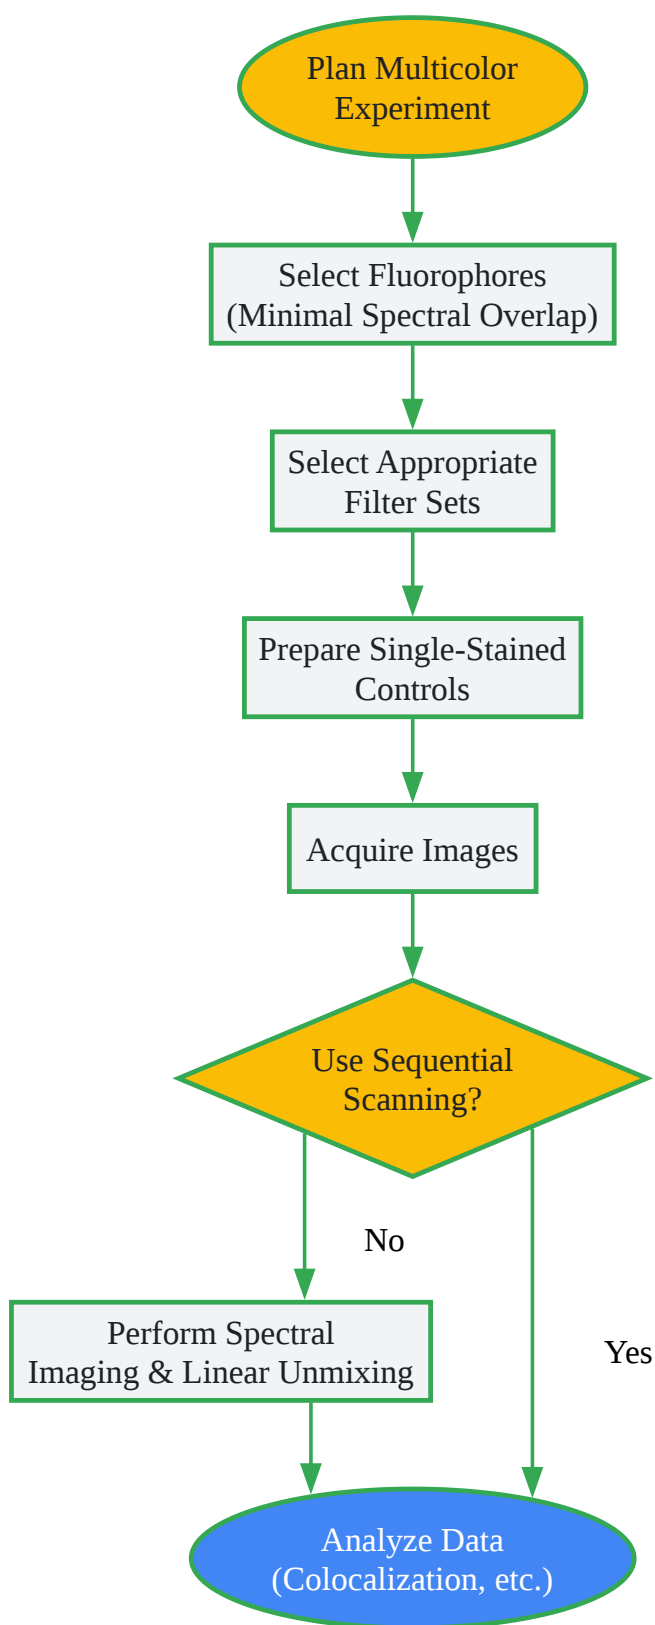 Plan Multicolor
Experiment
Select Fluorophores
(Minimal Spectral Overlap)
Select Appropriate
Filter Sets
Prepare Single-Stained
Controls
Acquire Images
Use Sequential
Scanning?
No
Perform Spectral
Imaging & Linear Unmixing
Yes
Analyze Data
(Colocalization, etc.)